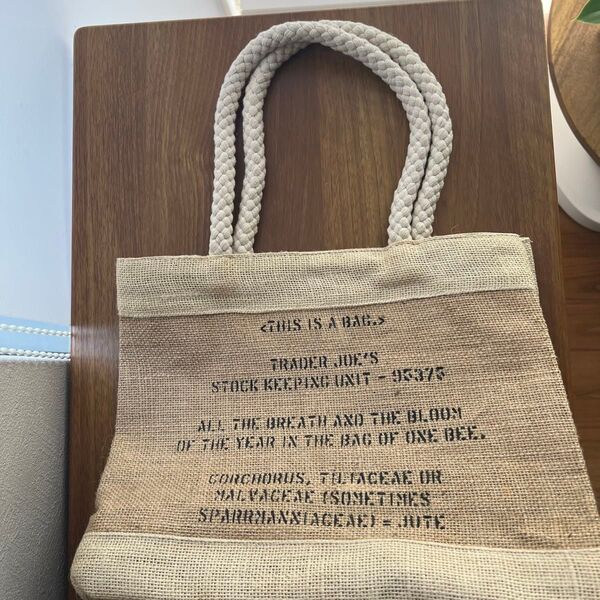 <THIS IS A BAG.>
TRADER JOE'S
STOCK KEEPING UNIT - 95375
ALL THE BREATH AND THE BLOOM
OF THE YEAR IN THE BAG OF ONE BEE.
CORCHORUS, TILIACEAE OR
MALVACEAE (SOMETIMES
SPARRMANNIACEAE) = JUTE